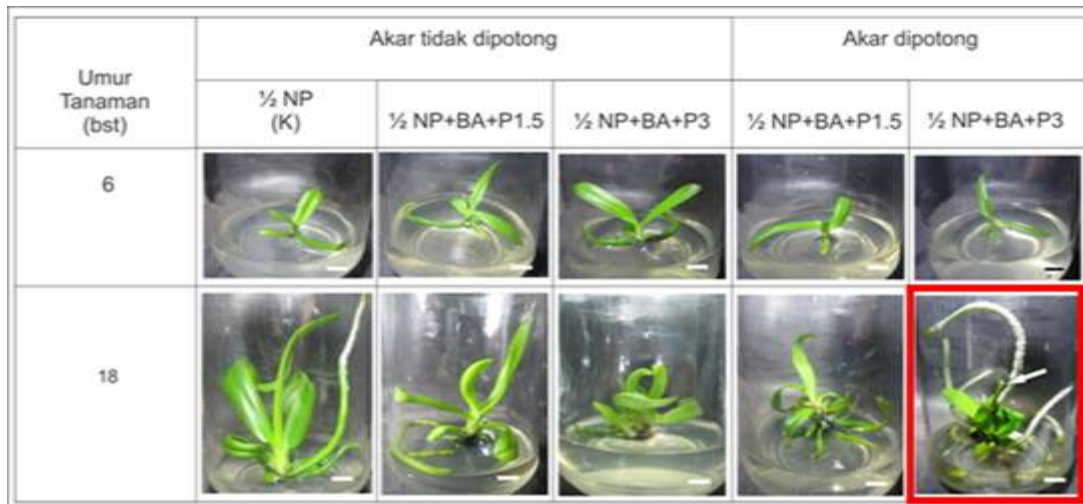 Umur
Tanaman
(bst)
Akar tidak dipotong
Akar dipotong
½ NP
(K)
½ NP+BA+P1.5
½ NP+BA+P3
½ NP+BA+P1.5
½ NP+BA+P3
6
18